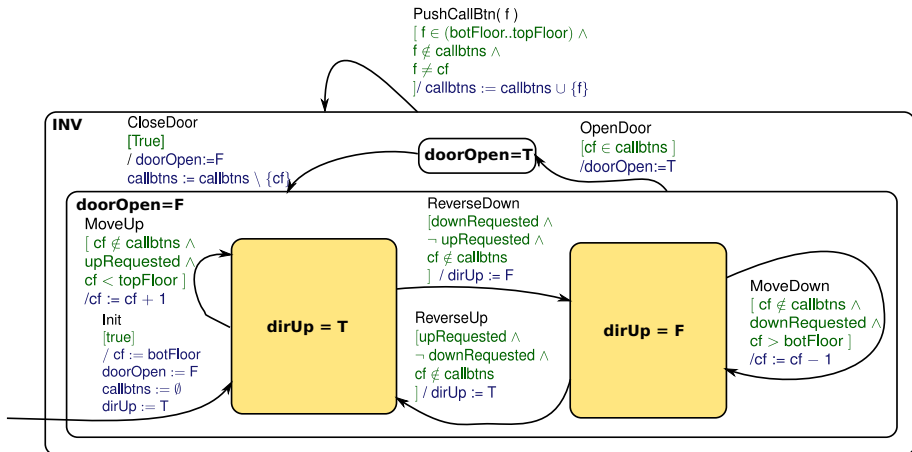 PushCallBtn( f )
[ f ∈ (botFloor..topFloor) ∧
f ∉ callbtns ∧
f ≠ cf
]/ callbtns := callbtns ∪ {f}
INV
CloseDoor
[True]
/ doorOpen:=F
callbtns := callbtns \ {cf}
doorOpen=T
OpenDoor
[cf ∈ callbtns ]
/doorOpen:=T
doorOpen=F
MoveUp
[ cf ∉ callbtns ∧
upRequested ∧
cf < topFloor ]
/cf := cf + 1
Init
[true]
/ cf := botFloor
doorOpen := F
callbtns := ∅
dirUp := T
dirUp = T
ReverseDown
[downRequested ∧
¬ upRequested ∧
cf ∉ callbtns
] / dirUp := F
ReverseUp
[upRequested ∧
¬ downRequested ∧
cf ∉ callbtns
] / dirUp := T
dirUp = F
MoveDown
[ cf ∉ callbtns ∧
downRequested ∧
cf > botFloor ]
/cf := cf − 1